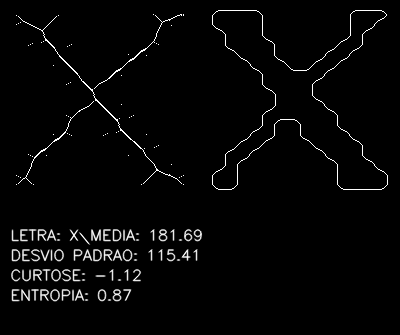 LETRA: X\MEDIA: 181.69
DESVIO PADRAO: 115.41
CURTOSE: -1.12
ENTROPIA: 0.87